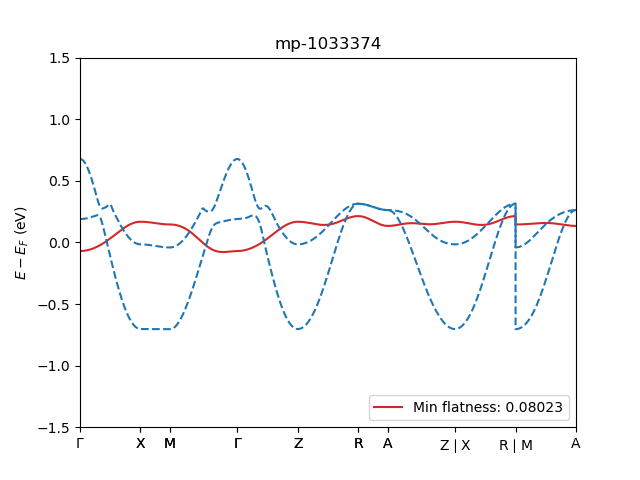 mp-1033374
E − E_F (eV)
1.5
1.0
0.5
0.0
−0.5
−1.0
−1.5
Min flatness: 0.08023
Γ X M Γ Z R A Z | X R | M A